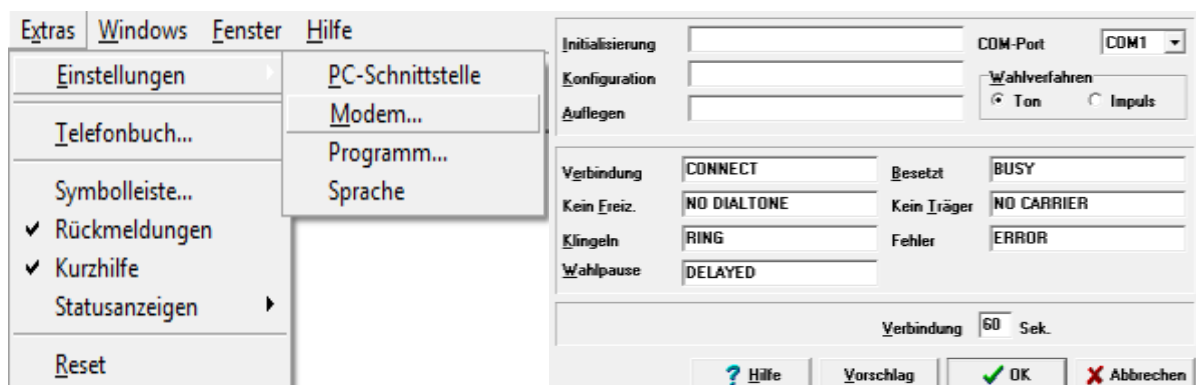 Extras Windows Fenster Hilfe
Einstellungen
Telefonbuch...
Symbolleiste...
Rückmeldungen
Kurzhilfe
Statusanzeigen
Reset
PC-Schnittstelle
Modem...
Programm...
Sprache
Initialisierung
Konfiguration
Auflegen
COM-Port COM1
Wahlverfahren
Ton Impuls
Verbindung CONNECT Besetzt BUSY
Kein Freiz. NO DIALTONE Kein Träger NO CARRIER
Klingeln RING Fehler ERROR
Wahlpause DELAYED
Verbindung 60 Sek.
? Hilfe Vorschlag OK Abbrechen